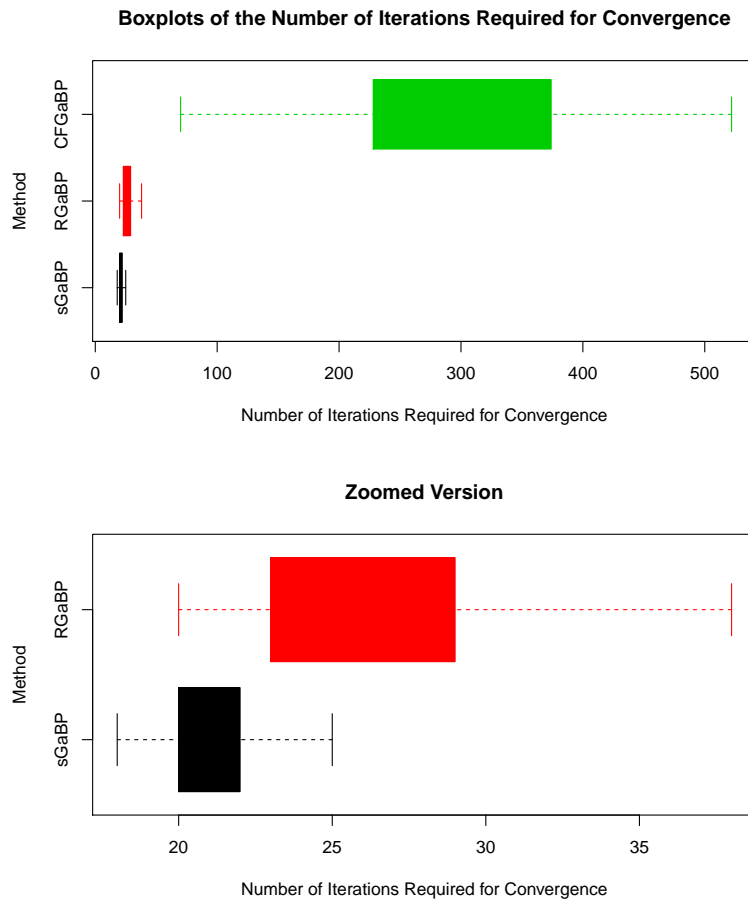 Boxplots of the Number of Iterations Required for Convergence
Method
CFGaBP
RGaBP
sGaBP
0 100 200 300 400 500
Number of Iterations Required for Convergence
Zoomed Version
Method
RGaBP
sGaBP
20 25 30 35
Number of Iterations Required for Convergence